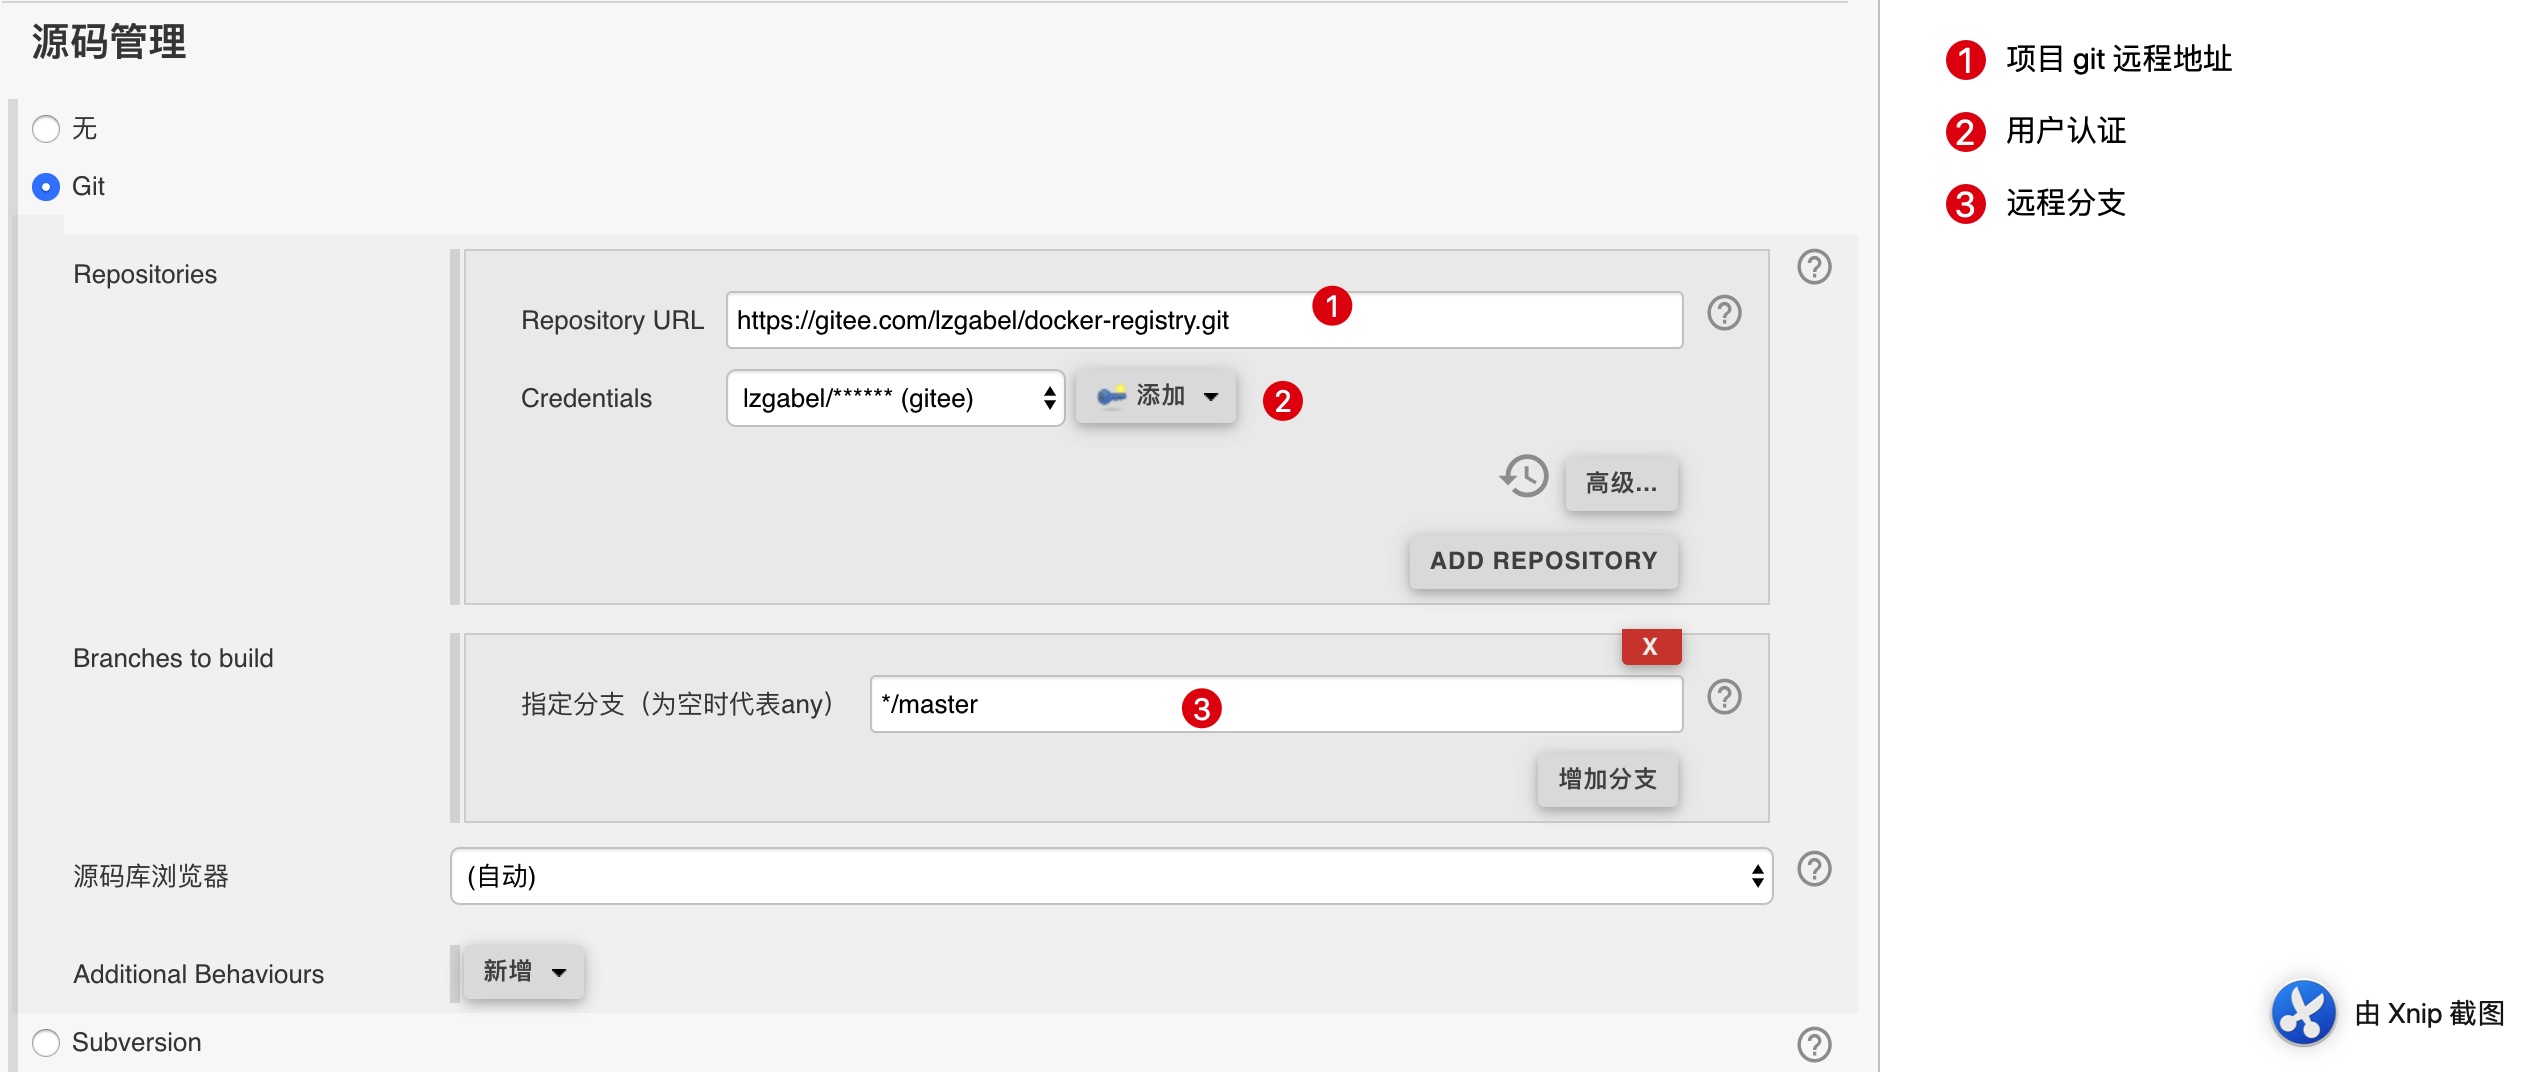 源码管理
无
Git
Repositories
Repository URL
https://gitee.com/lzgabel/docker-registry.git
1
Credentials
lzgabel/****** (gitee)
添加
2
高级...
ADD REPOSITORY
Branches to build
X
指定分支（为空时代表any）
*/master
3
增加分支
源码库浏览器
(自动)
Additional Behaviours
新增
Subversion
1 项目 git 远程地址
2 用户认证
3 远程分支
由 Xnip 截图